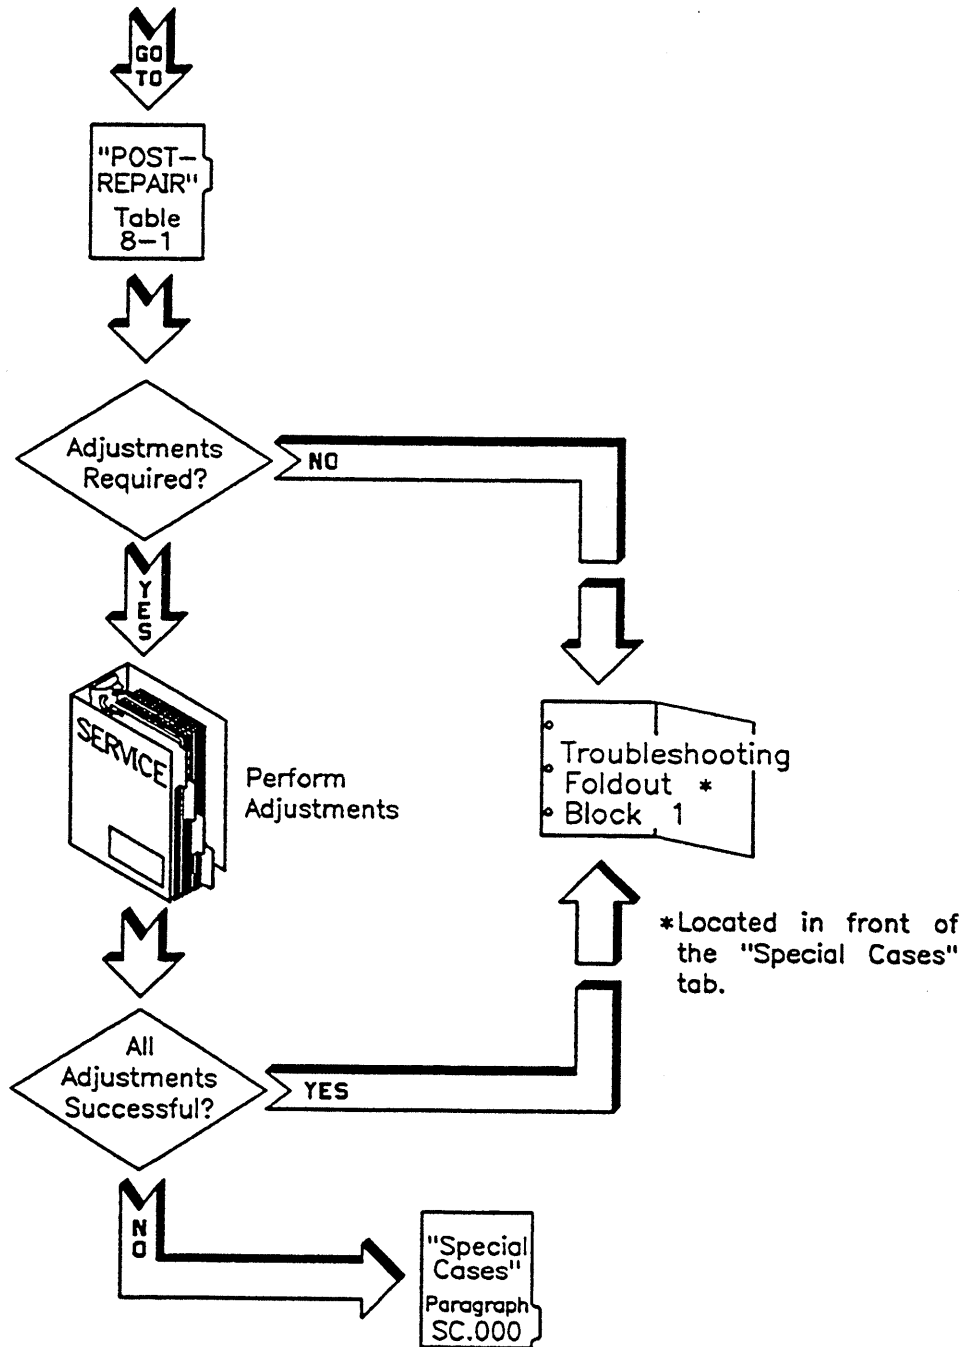 GO
TO
"POST-
REPAIR"
Table
8-1
Adjustments
Required?
NO
YES
SERVICE
Perform
Adjustments
Troubleshooting
Foldout *
Block 1
*Located in front of
the "Special Cases"
tab.
All
Adjustments
Successful?
YES
NO
"Special
Cases"
Paragraph
SC.000